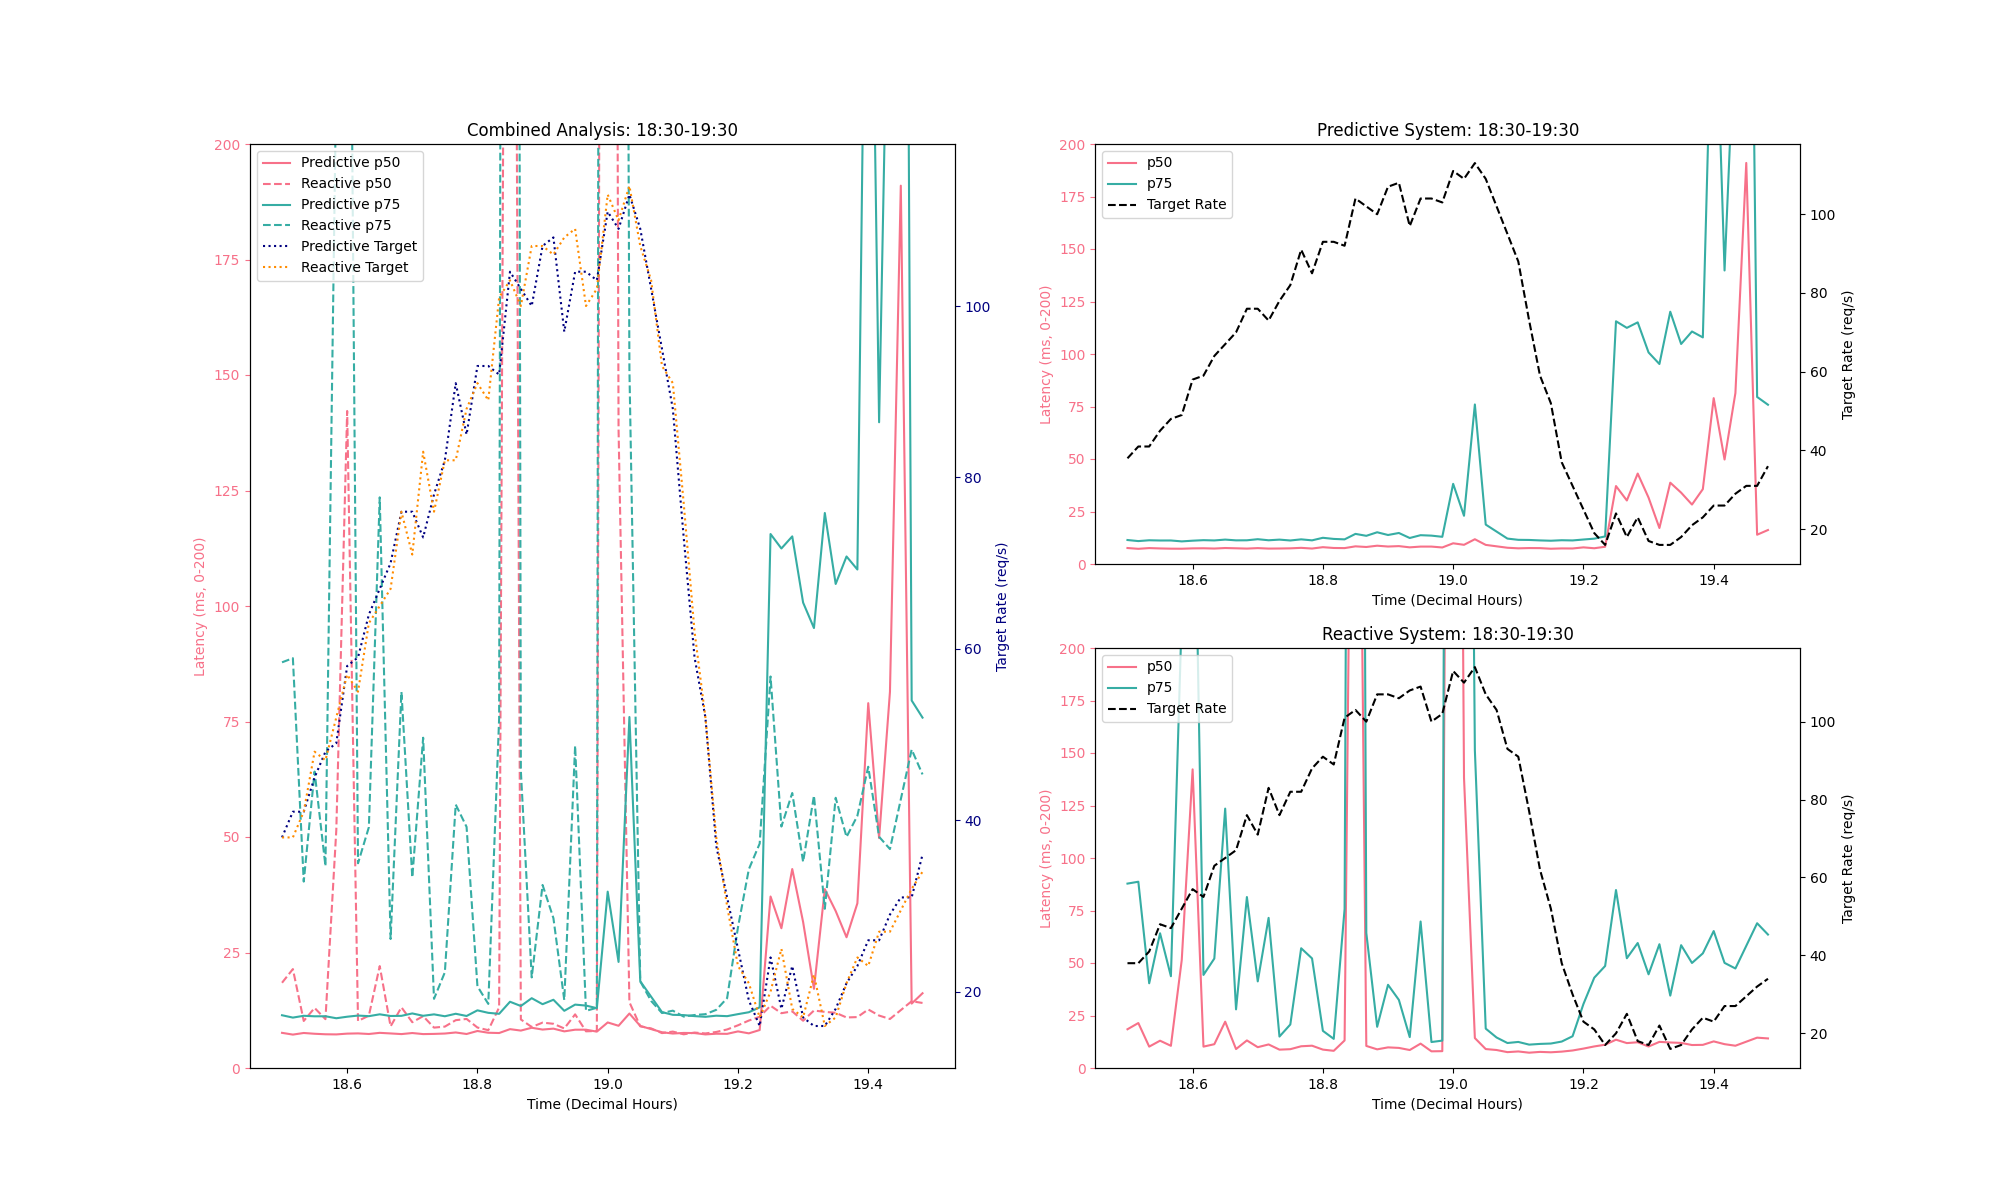 Combined Analysis: 18:30-19:30
Predictive p50
Reactive p50
Predictive p75
Reactive p75
Predictive Target
Reactive Target
200
175
150
125
100
75
50
25
0
Latency (ms, 0-200)
18.6
18.8
19.0
19.2
19.4
Time (Decimal Hours)
100
80
60
40
20
Target Rate (req/s)
Predictive System: 18:30-19:30
p50
p75
Target Rate
200
175
150
125
100
75
50
25
0
Latency (ms, 0-200)
18.6
18.8
19.0
19.2
19.4
Time (Decimal Hours)
100
80
60
40
20
Target Rate (req/s)
Reactive System: 18:30-19:30
p50
p75
Target Rate
200
175
150
125
100
75
50
25
0
Latency (ms, 0-200)
18.6
18.8
19.0
19.2
19.4
Time (Decimal Hours)
100
80
60
40
20
Target Rate (req/s)